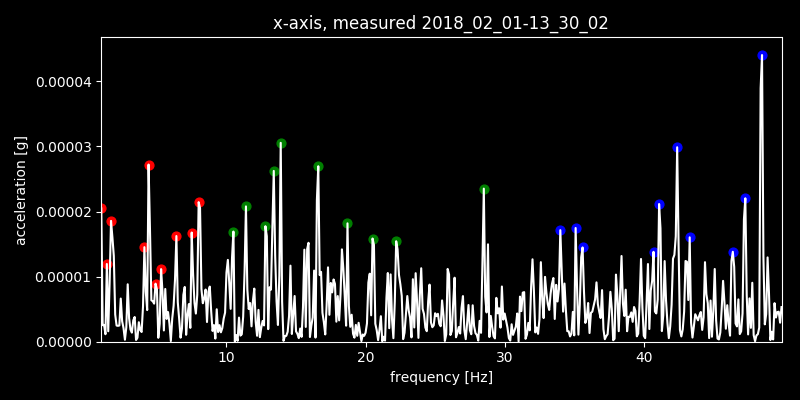 x-axis, measured 2018_02_01-13_30_02
0.00004
0.00003
0.00002
0.00001
0.00000
acceleration [g]
10 20 30 40
frequency [Hz]